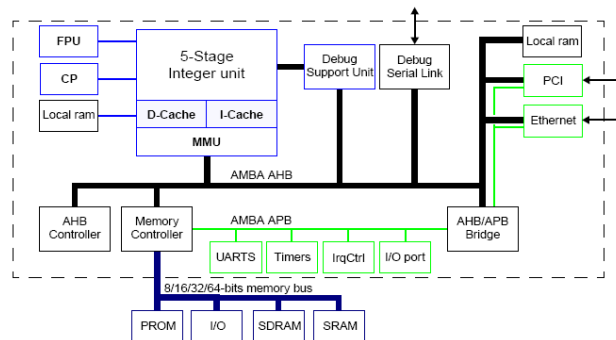 FPU
CP
Local ram
5-Stage
Integer unit
D-Cache
I-Cache
MMU
Debug
Support Unit
Debug
Serial Link
Local ram
PCI
Ethernet
AMBA AHB
AHB
Controller
Memory
Controller
AMBA APB
AHB/APB
Bridge
UARTS
Timers
IrqCtrl
I/O port
8/16/32/64-bits memory bus
PROM
I/O
SDRAM
SRAM